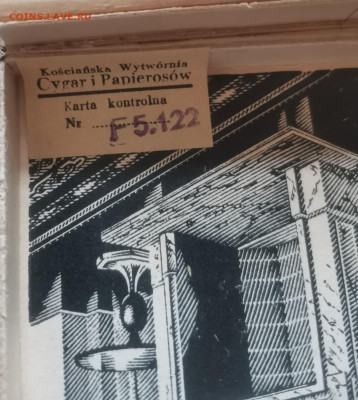 COINS.LAVE.RU
Kościańska Wytwórnia
Cygar i Papierosów
Karta kontrolna
Nr .......... F 5.122